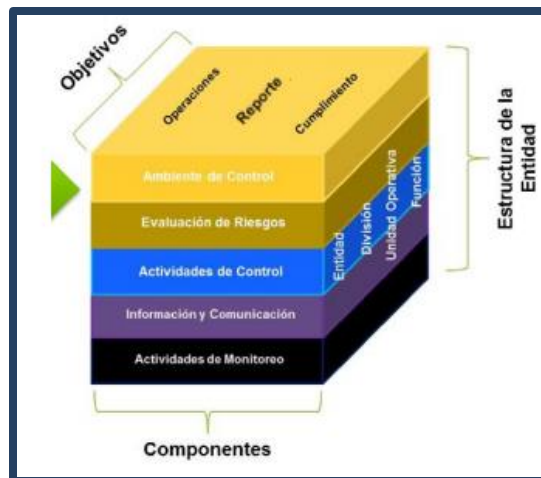 Objetivos
Operaciones
Reporte
Cumplimiento
Ambiente de Control
Evaluación de Riesgos
Actividades de Control
Información y Comunicación
Actividades de Monitoreo
Entidad
División
Unidad Operativa
Función
Estructura de la
Entidad
Componentes